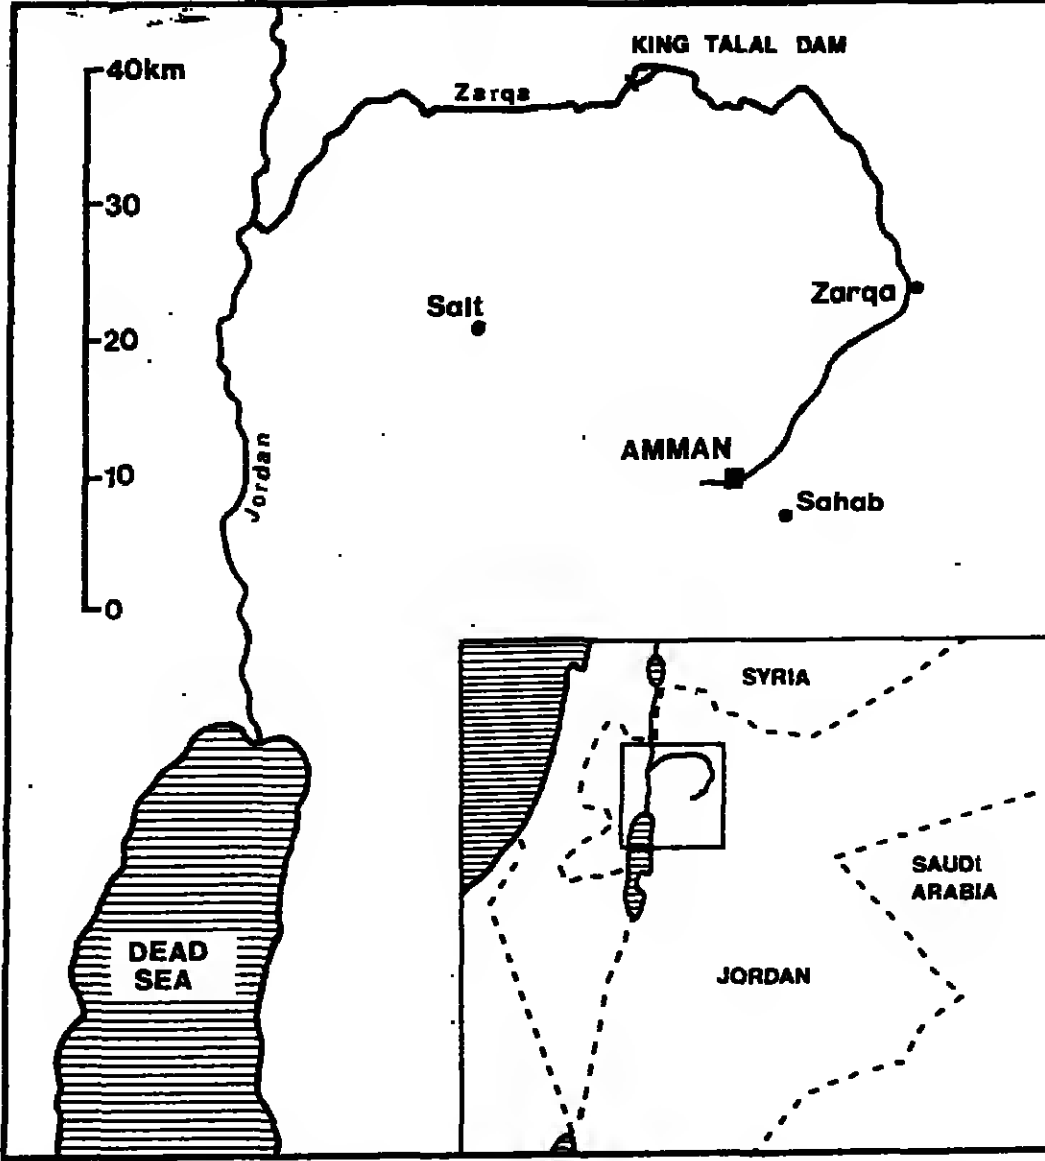 KING TALAL DAM
40km
Zarqa
30
Salt
Zarqa
20
AMMAN
10
Jordan
Sahab
0
SYRIA
SAUDI
ARABIA
DEAD
SEA
JORDAN